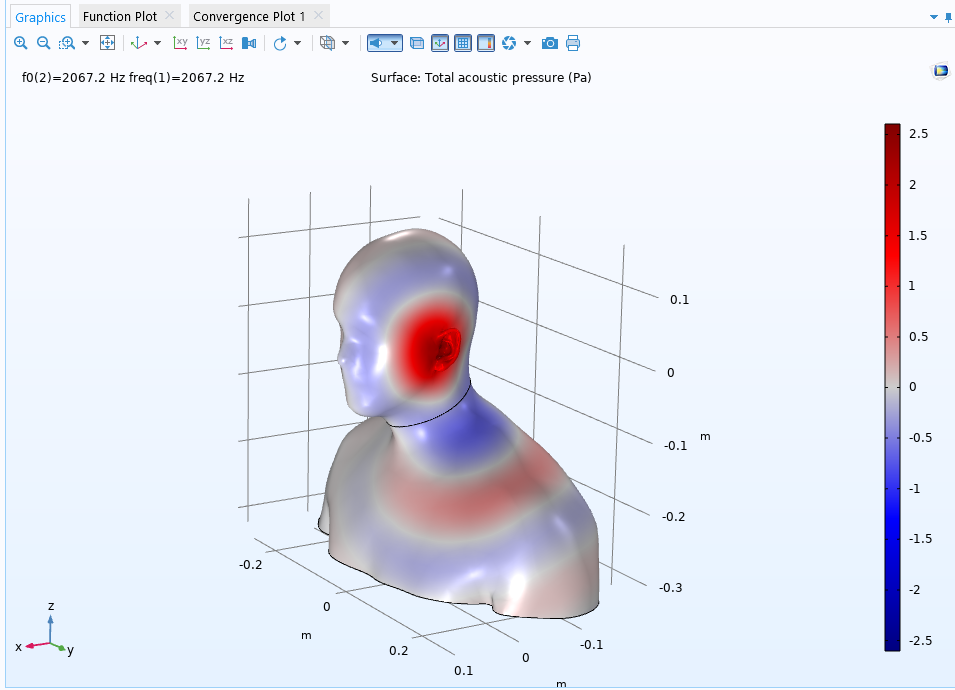 Graphics Function Plot Convergence Plot 1
xy yz xz
f0(2)=2067.2 Hz freq(1)=2067.2 Hz Surface: Total acoustic pressure (Pa)
2.5
2
1.5
1
0.5
0
-0.5
-1
-1.5
-2
-2.5
0.1
0
-0.1
m
-0.2
-0.3
-0.2
0
m
0.2
0.1
0
-0.1
m
z
x
y